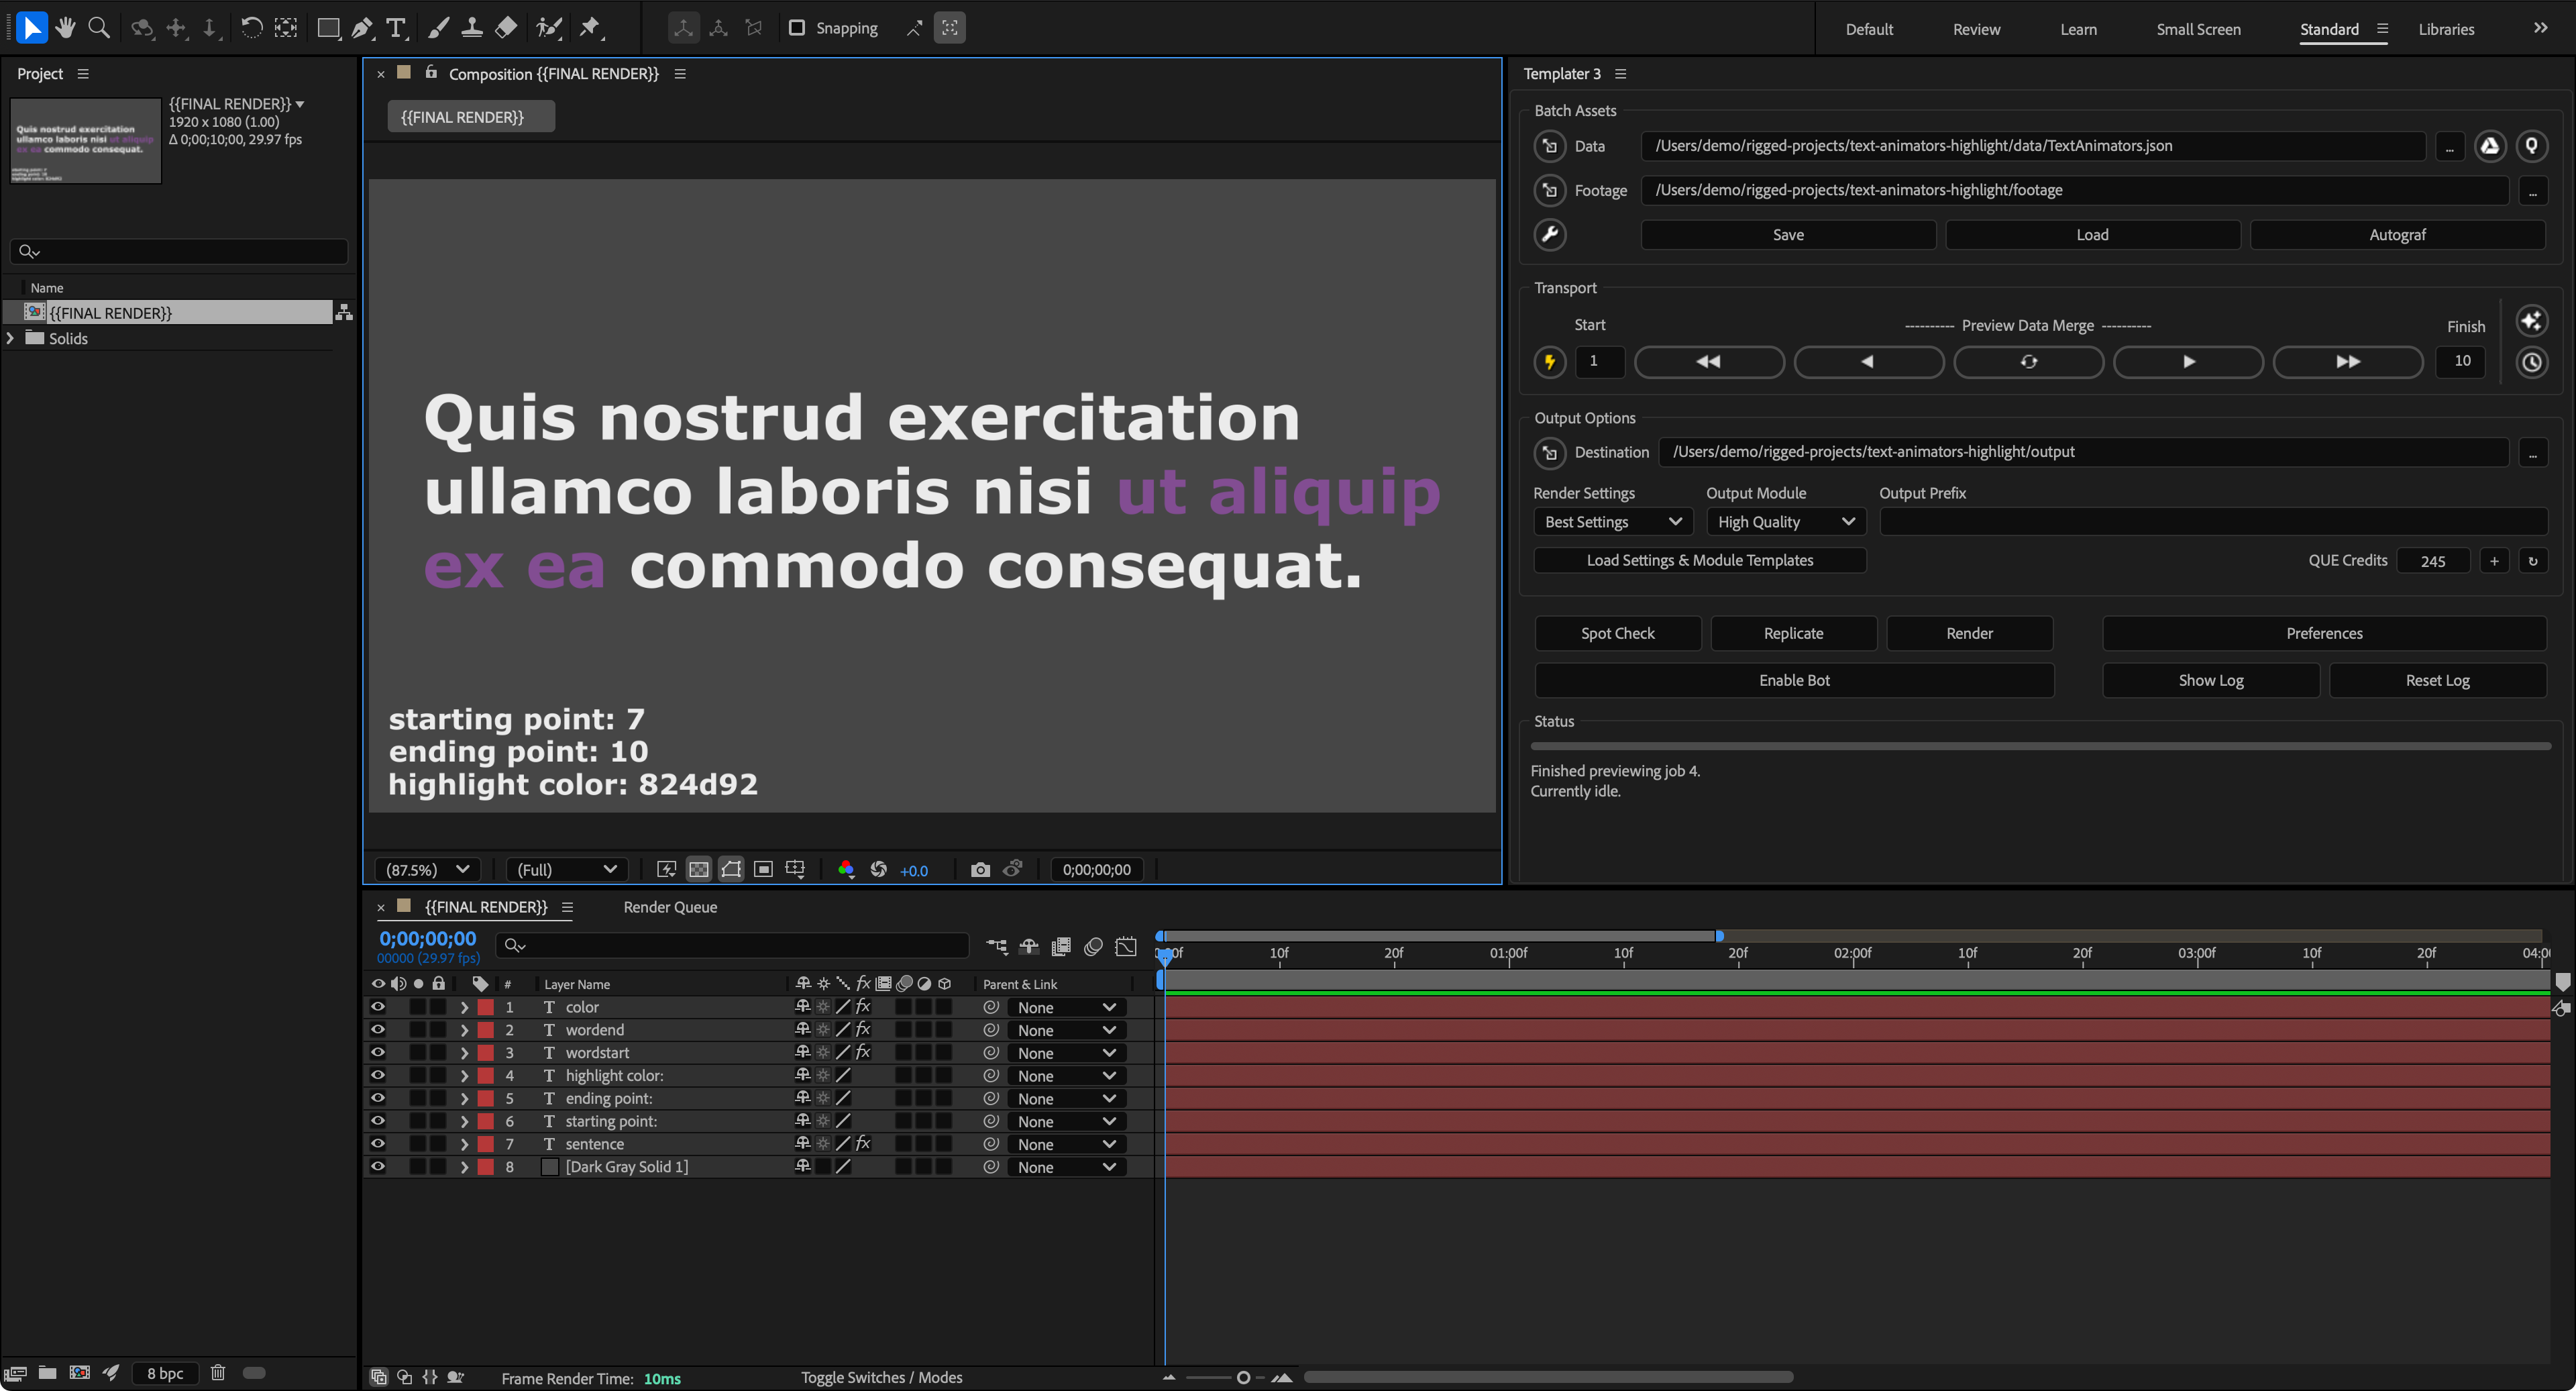 Snapping
Default
Review
Learn
Small Screen
Standard
Libraries
Project
{{FINAL RENDER}}
1920 x 1080 (1.00)
Δ 0;00;10;00, 29.97 fps
Name
{{FINAL RENDER}}
Solids
8 bpc
Composition {{FINAL RENDER}}
{{FINAL RENDER}}
Quis nostrud exercitation
ullamco laboris nisi ut aliquip
ex ea commodo consequat.
starting point: 7
ending point: 10
highlight color: 824d92
(87.5%)
(Full)
+0.0
0;00;00;00
Templater 3
Batch Assets
Data
/Users/demo/rigged-projects/text-animators-highlight/data/TextAnimators.json
...
Q
Footage
/Users/demo/rigged-projects/text-animators-highlight/footage
...
Save
Load
Autograf
Transport
Start
---------- Preview Data Merge ----------
Finish
1
10
Output Options
Destination
/Users/demo/rigged-projects/text-animators-highlight/output
...
Render Settings
Output Module
Output Prefix
Best Settings
High Quality
Load Settings & Module Templates
QUE Credits
245
+
Spot Check
Replicate
Render
Preferences
Enable Bot
Show Log
Reset Log
Status
Finished previewing job 4.
Currently idle.
{{FINAL RENDER}}
Render Queue
0;00;00;00
00000 (29.97 fps)
10f
20f
01:00f
10f
20f
02:00f
10f
20f
03:00f
10f
20f
# Layer Name
Parent & Link
1 T color fx None
2 T wordend fx None
3 T wordstart fx None
4 T highlight color: None
5 T ending point: None
6 T starting point: None
7 T sentence fx None
8 [Dark Gray Solid 1] None
Frame Render Time: 10ms
Toggle Switches / Modes